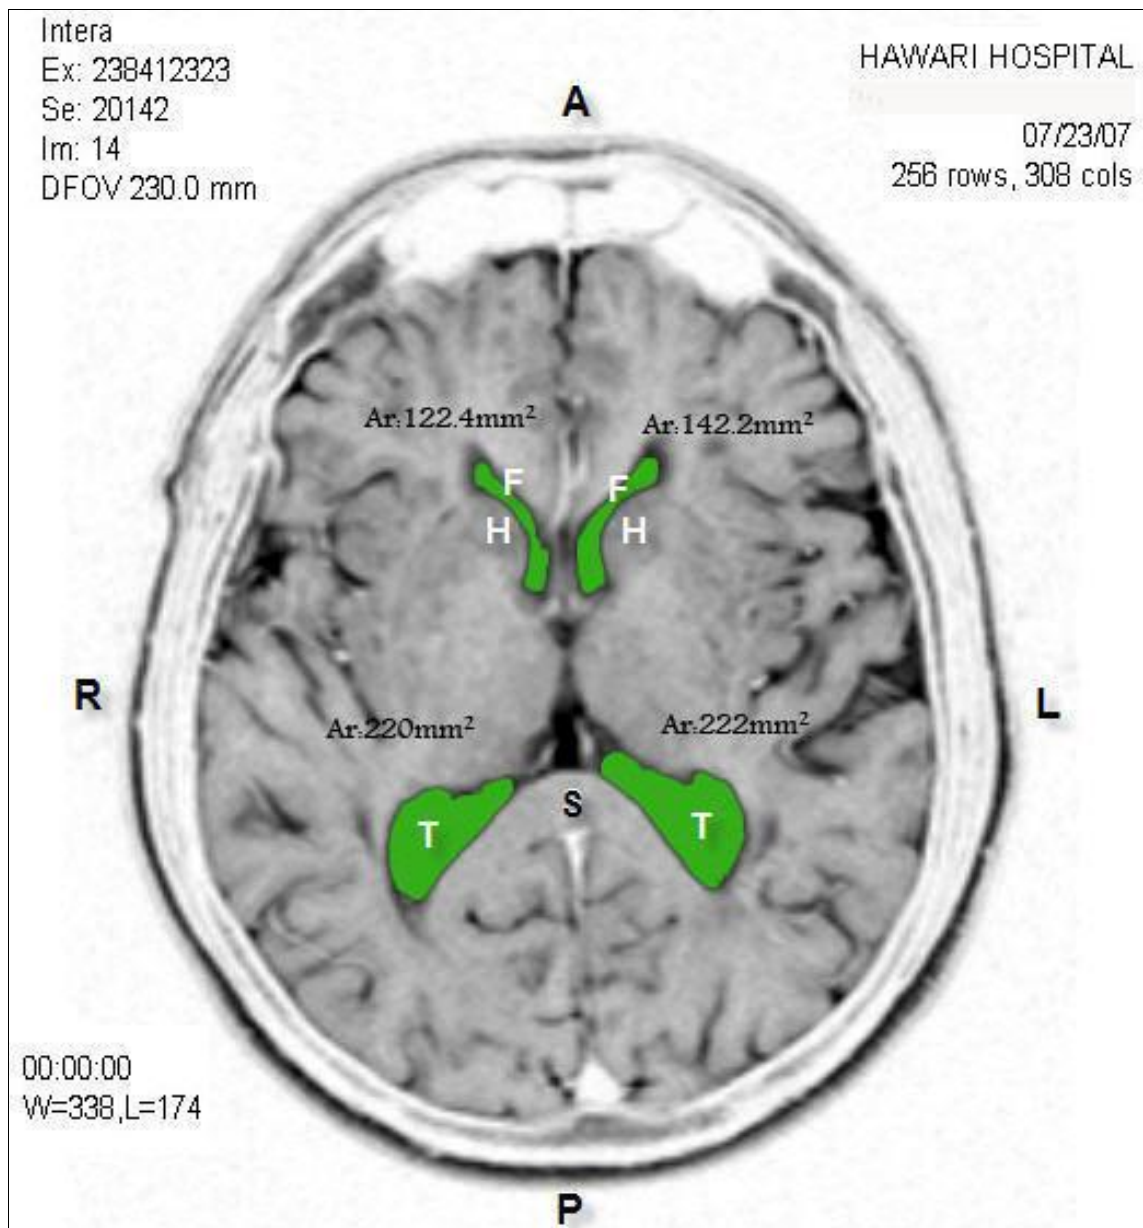 Intera
Ex: 238412323
Se: 20142
Im: 14
DFOV 230.0 mm
HAWARI HOSPITAL
07/23/07
256 rows, 308 cols
A
Ar:122.4mm²
Ar:142.2mm²
F
F
H
H
R
L
Ar:220mm²
Ar:222mm²
S
T
T
00:00:00
W=338,L=174
P